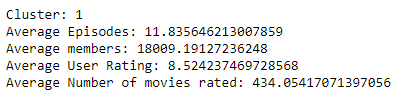 Cluster: 1
Average Episodes: 11.835646213007859
Average members: 18009.19127236248
Average User Rating: 8.524237469728568
Average Number of movies rated: 434.05417071397056